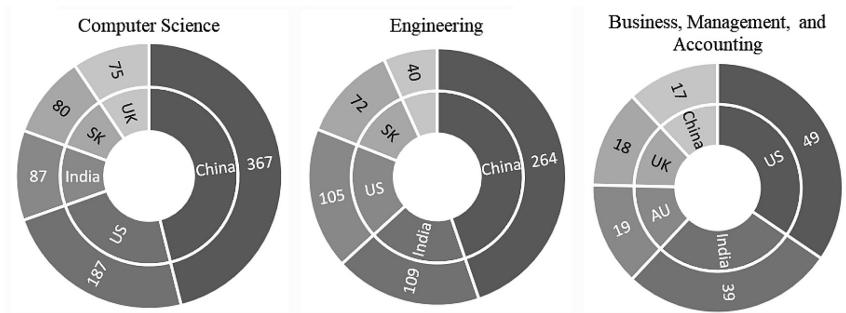 Computer Science
75
UK
80
SK
87
India
187
US
China
367
Engineering
40
72
SK
105
US
109
India
China
264
Business, Management, and
Accounting
17
China
18
UK
19
AU
39
India
US
49